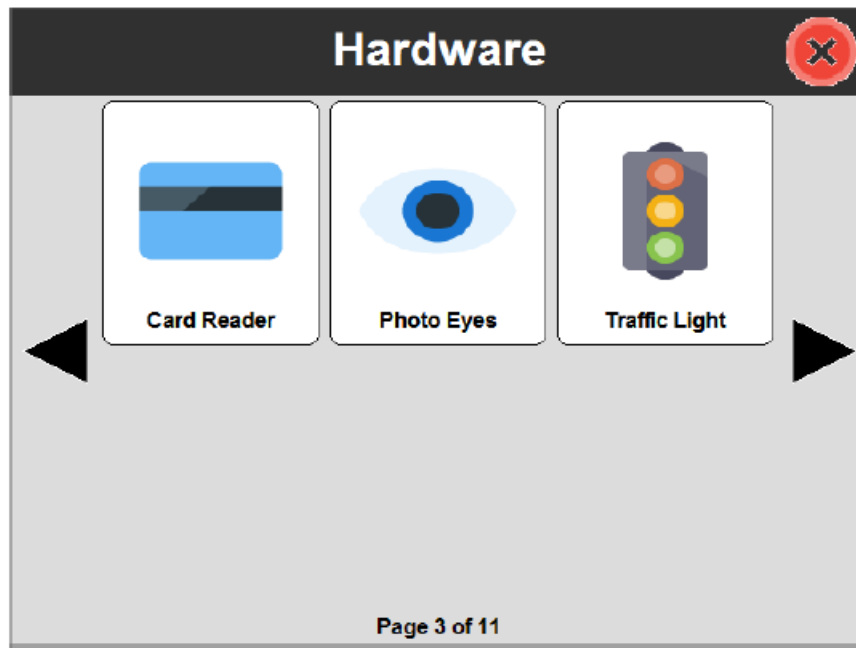 Hardware
Card Reader
Photo Eyes
Traffic Light
Page 3 of 11